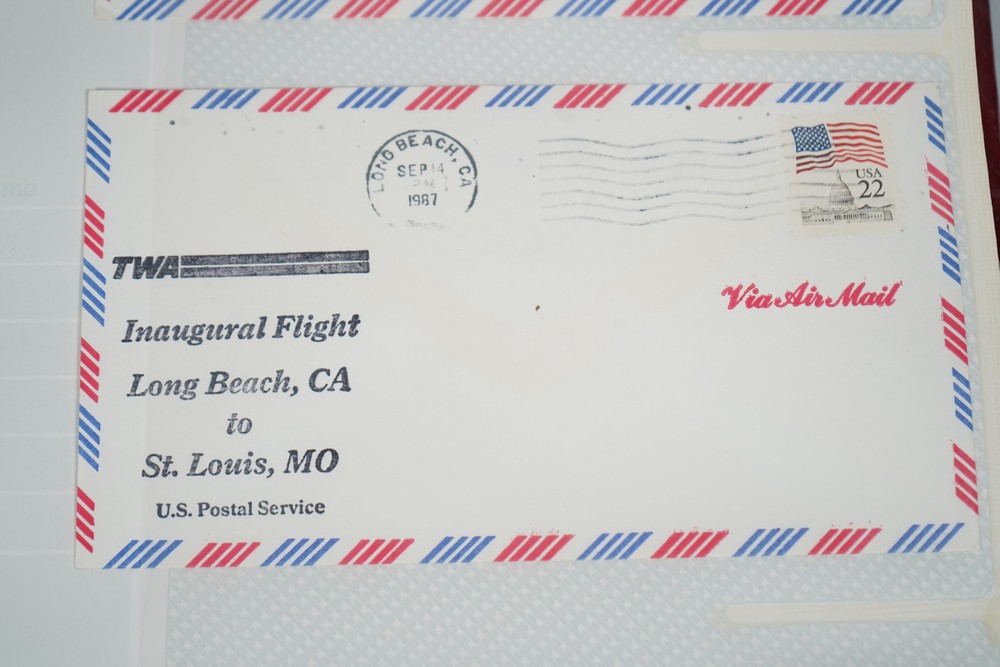 LONG BEACH, CA
SEP 14
PM
1987
USA
22
TWA
Via Air Mail
Inaugural Flight
Long Beach, CA
to
St. Louis, MO
U.S. Postal Service